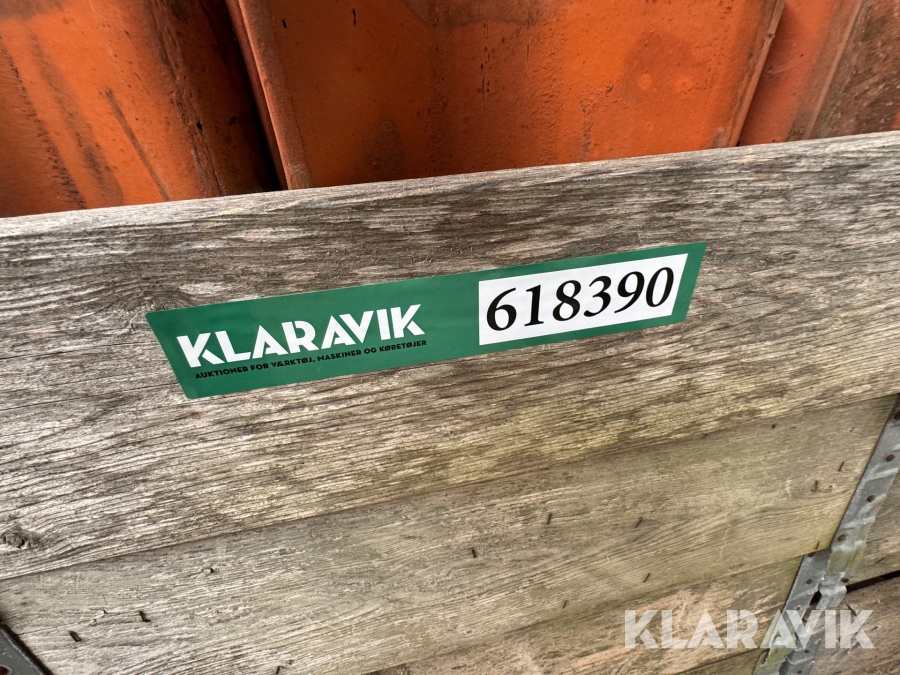 KLARAVIK
AUKTIONER FOR VÆRKTØJ, MASKINER OG KØRETØJER
618390
KLARAVIK